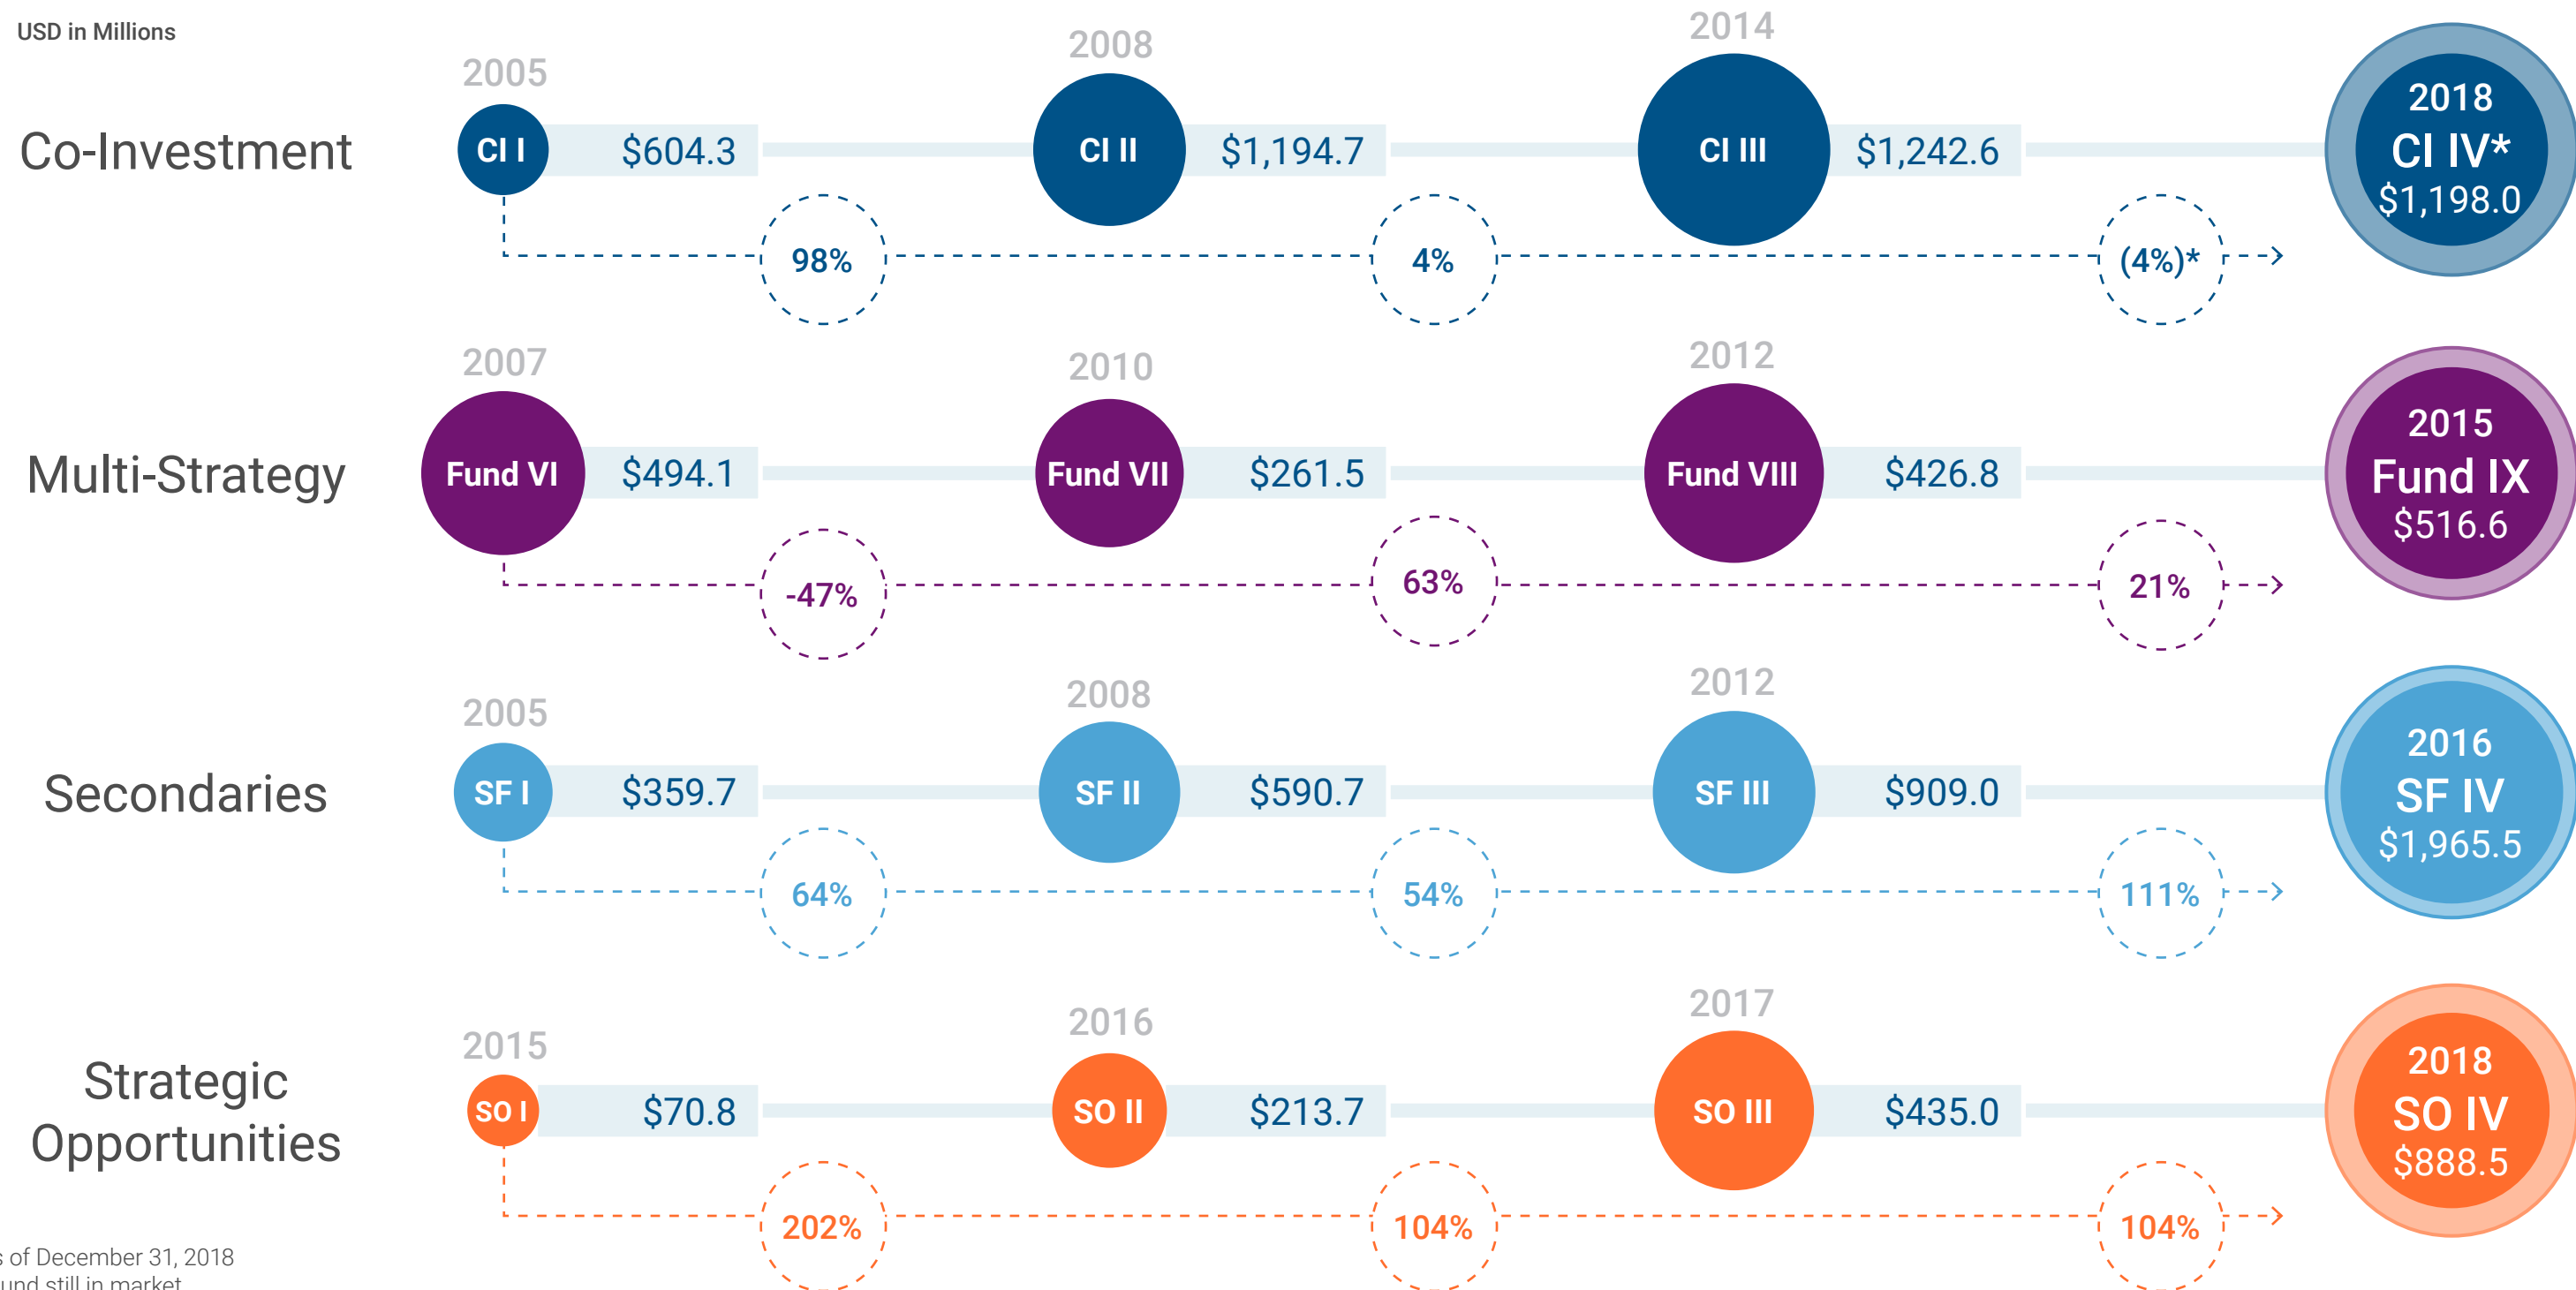 USD in Millions
Co-Investment
2005
CI I
$604.3
98%
2008
CI II
$1,194.7
4%
2014
CI III
$1,242.6
(4%)*
2018
CI IV*
$1,198.0
Multi-Strategy
2007
Fund VI
$494.1
-47%
2010
Fund VII
$261.5
63%
2012
Fund VIII
$426.8
21%
2015
Fund IX
$516.6
Secondaries
2005
SF I
$359.7
64%
2008
SF II
$590.7
54%
2012
SF III
$909.0
111%
2016
SF IV
$1,965.5
Strategic
Opportunities
2015
SO I
$70.8
202%
2016
SO II
$213.7
104%
2017
SO III
$435.0
104%
2018
SO IV
$888.5
s of December 31, 2018
und still in market